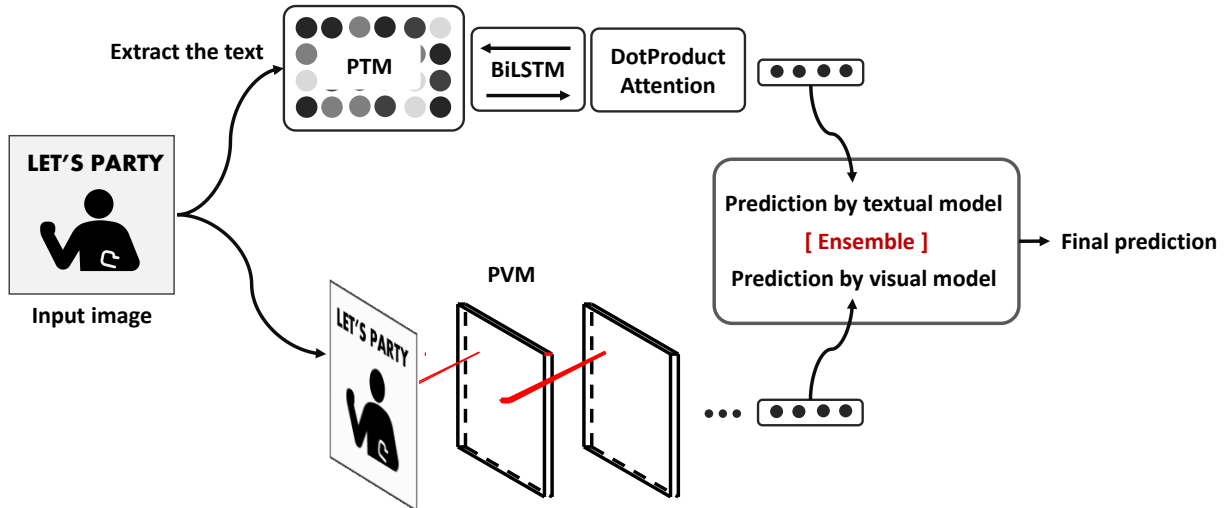 Extract the text
PTM
BiLSTM
DotProduct
Attention
LET'S PARTY
Input image
Prediction by textual model
[ Ensemble ]
Prediction by visual model
Final prediction
PVM
LET'S PARTY